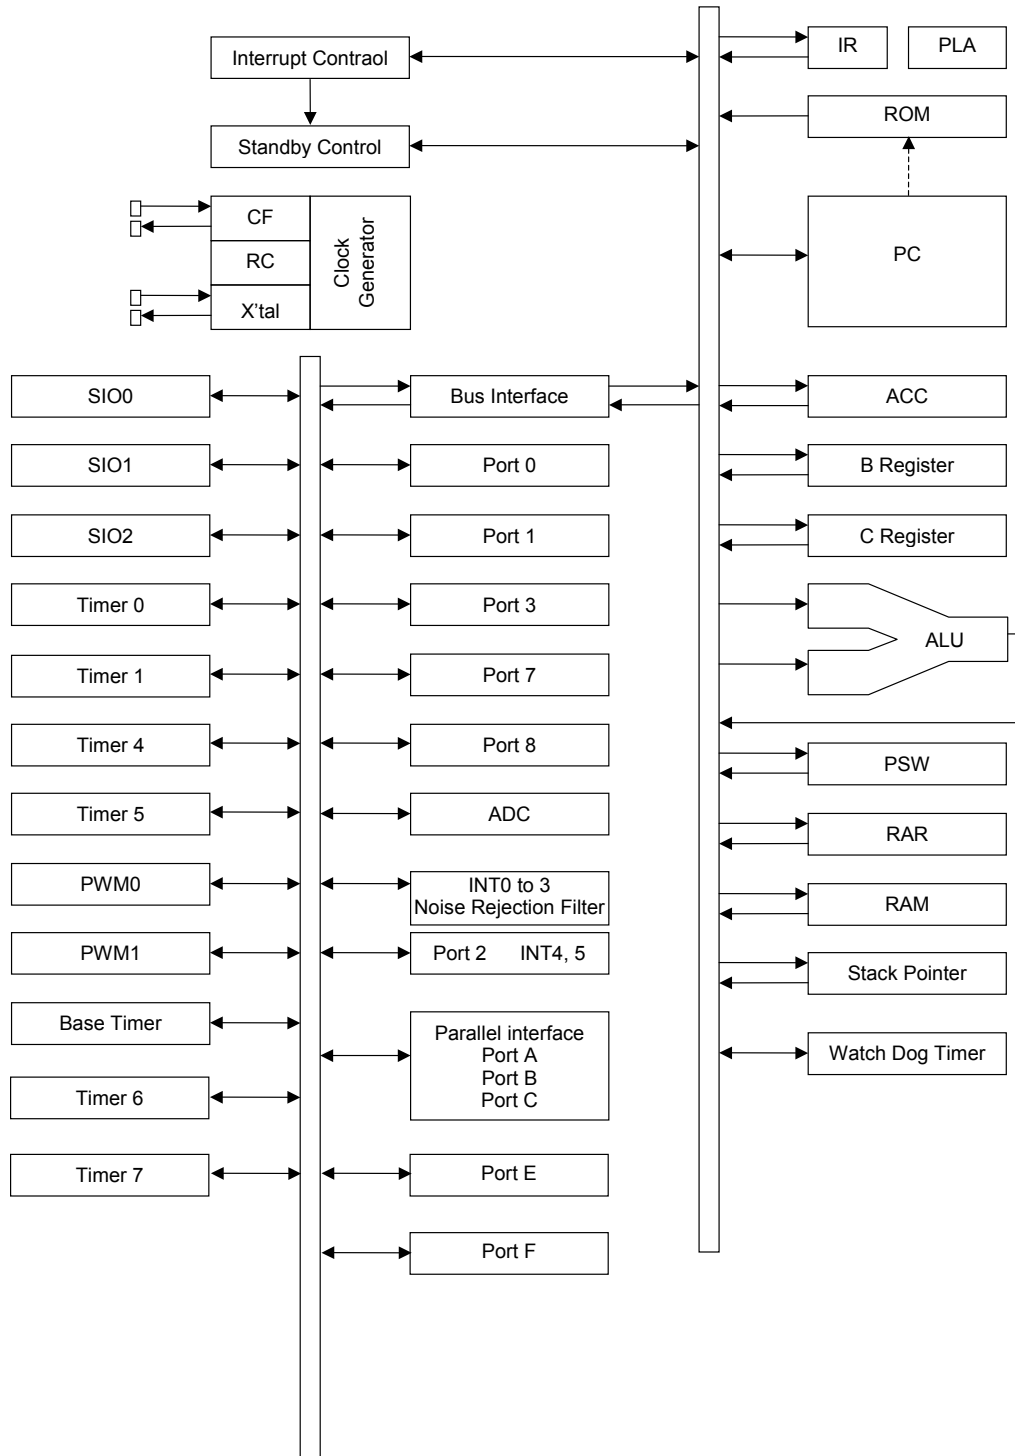 Interrupt Contraol
Standby Control
CF
RC
X'tal
Clock
Generator
SIO0
SIO1
SIO2
Timer 0
Timer 1
Timer 4
Timer 5
PWM0
PWM1
Base Timer
Timer 6
Timer 7
Bus Interface
Port 0
Port 1
Port 3
Port 7
Port 8
ADC
INT0 to 3
Noise Rejection Filter
Port 2 INT4, 5
Parallel interface
Port A
Port B
Port C
Port E
Port F
IR
PLA
ROM
PC
ACC
B Register
C Register
ALU
PSW
RAR
RAM
Stack Pointer
Watch Dog Timer